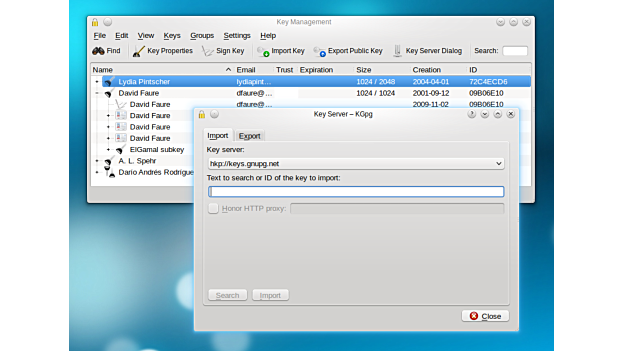 Key Management
File Edit View Keys Groups Settings Help
Find Key Properties Sign Key Import Key Export Public Key Key Server Dialog Search:
Name Email Trust Expiration Size Creation ID
Lydia Pintscher lydiapint... 1024 / 2048 2004-04-01 72C4ECD6
David Faure dfaure@... 1024 / 1024 2001-09-12 09B06E10
David Faure dfaure@... 2009-11-02 09B06E10
David Faure
David Faure
David Faure
ElGamal subkey
A. L. Spehr
Darío Andrés Rodrígue
Key Server – KGpg
Import Export
Key server:
hkp://keys.gnupg.net
Text to search or ID of the key to import:
Honor HTTP proxy:
Search Import
Close